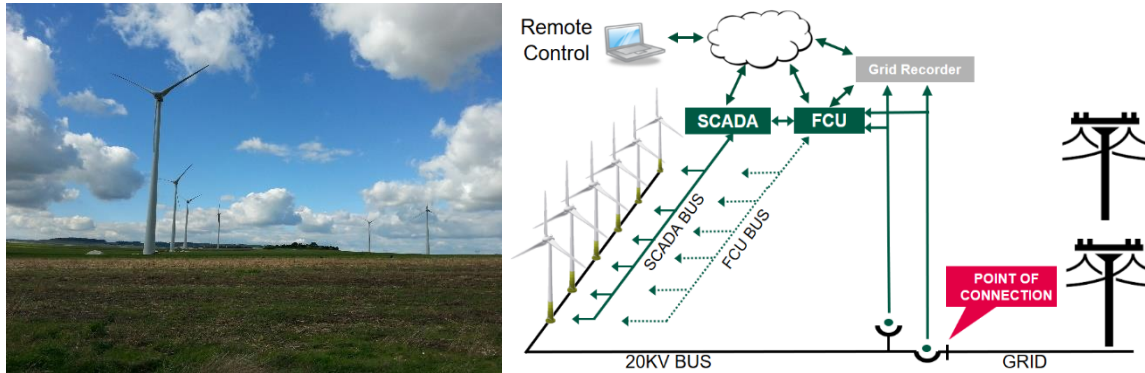 Remote
Control
Grid Recorder
SCADA
FCU
SCADA BUS
FCU BUS
POINT OF
CONNECTION
20KV BUS
GRID